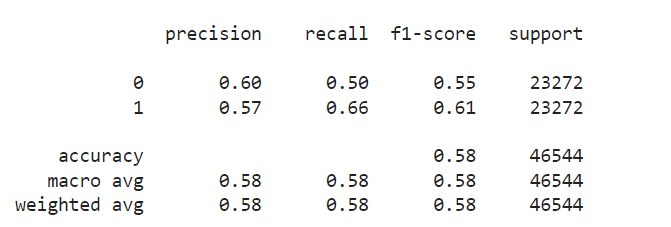 precision recall f1-score support
0 0.60 0.50 0.55 23272
1 0.57 0.66 0.61 23272
accuracy 0.58 46544
macro avg 0.58 0.58 0.58 46544
weighted avg 0.58 0.58 0.58 46544